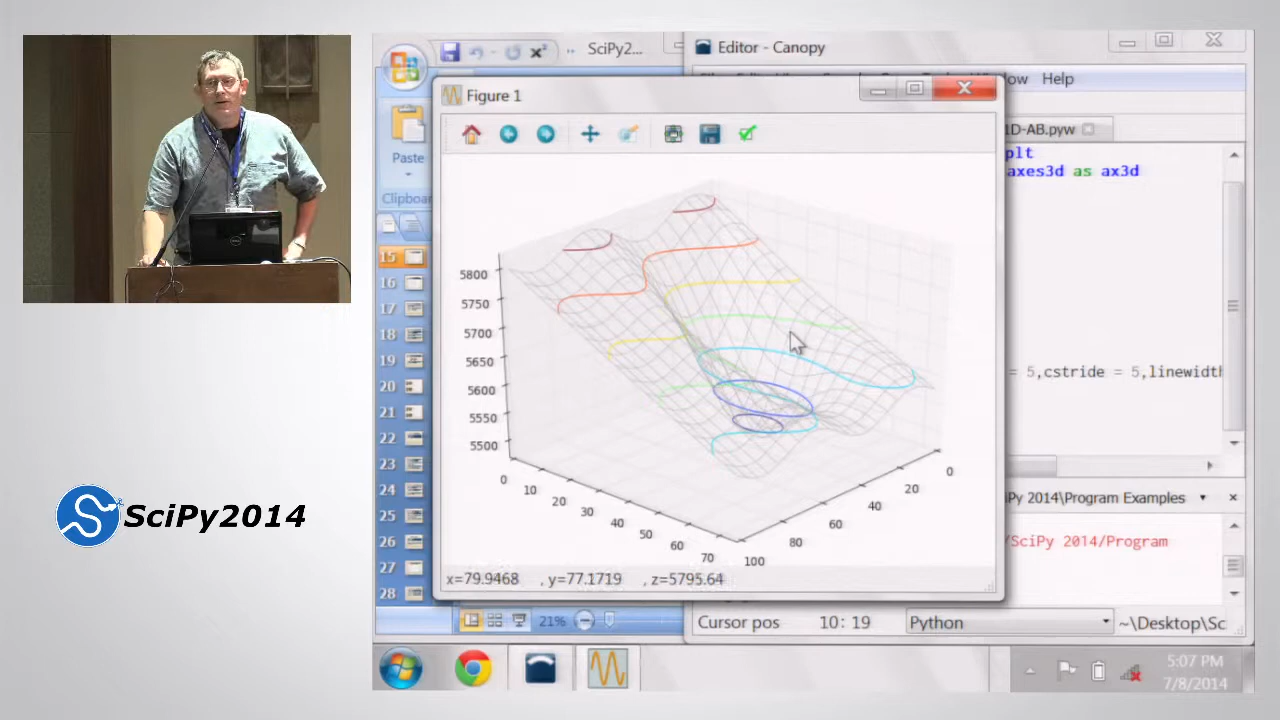 SciPy2...
Editor - Canopy
Help
Figure 1
1D-AB.pyw
Paste
plt
axes3d as ax3d
Clipboar
15
16
17
18
19
20
21
22
23
24
25
26
27
28
5800
5750
5700
5650
5600
5550
5500
0
10
20
30
40
50
60
70
0
20
40
60
80
100
= 5,cstride = 5,linewidth
iPy 2014\Program Examples
/SciPy 2014/Program
x=79.9468 , y=77.1719 , z=5795.64
21%
Cursor pos 10: 19 Python ~\Desktop\Sc
5:07 PM
7/8/2014
SciPy2014